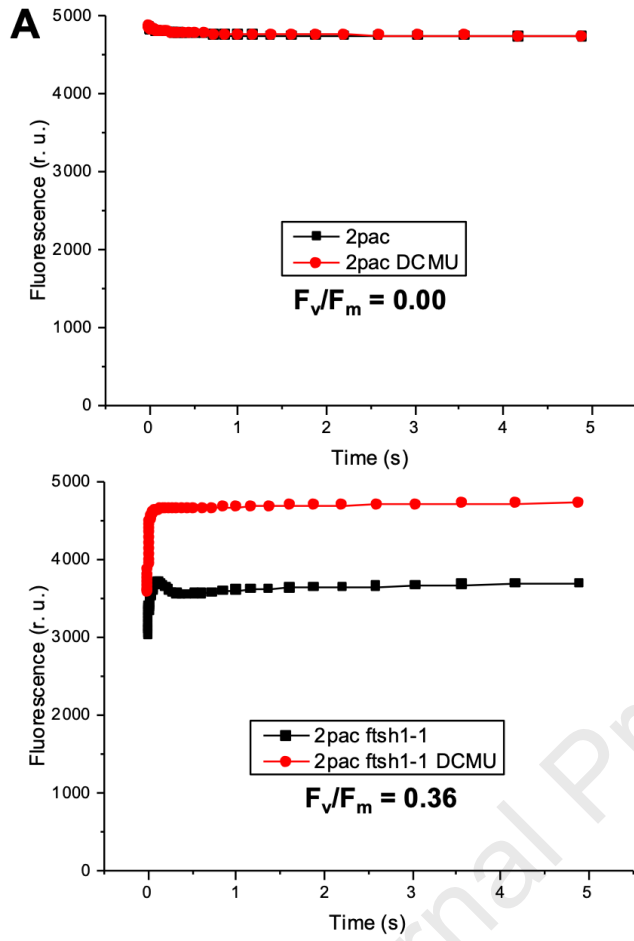 A
5000
4000
3000
2000
1000
0
Fluorescence (r. u.)
2pac
2pac DCMU
Fv/Fm = 0.00
0 1 2 3 4 5
Time (s)
5000
4000
3000
2000
1000
0
Fluorescence (r. u.)
2pac ftsh1-1
2pac ftsh1-1 DCMU
Fv/Fm = 0.36
0 1 2 3 4 5
Time (s)
rnal Pr